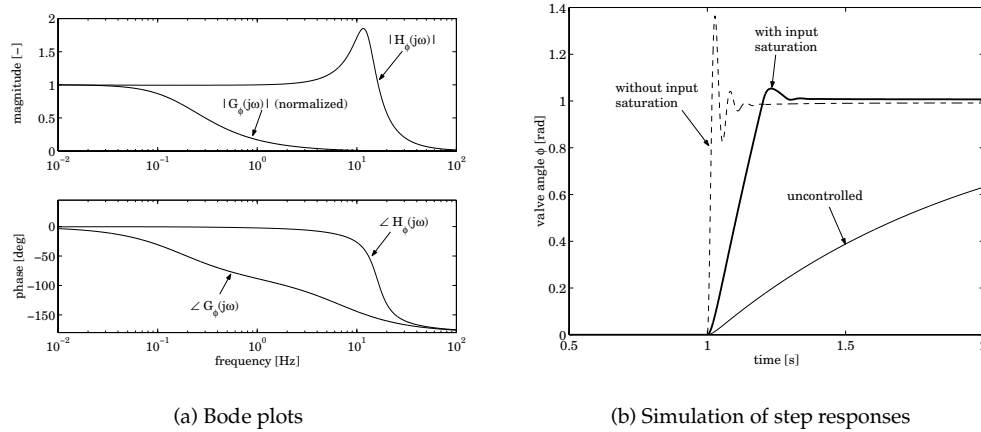 2
1.5
1
0.5
0
magnitude [–]
|H_ϕ(jω)|
|G_ϕ(jω)| (normalized)
10^-2
10^-1
10^0
10^1
10^2
0
−50
−100
−150
phase [deg]
∠ H_ϕ(jω)
∠ G_ϕ(jω)
10^-2
10^-1
10^0
10^1
10^2
frequency [Hz]
(a) Bode plots
1.4
1.2
1.0
0.8
0.6
0.4
0.2
0
valve angle ϕ [rad]
with input
saturation
without input
saturation
uncontrolled
0.5
1
1.5
2
time [s]
(b) Simulation of step responses